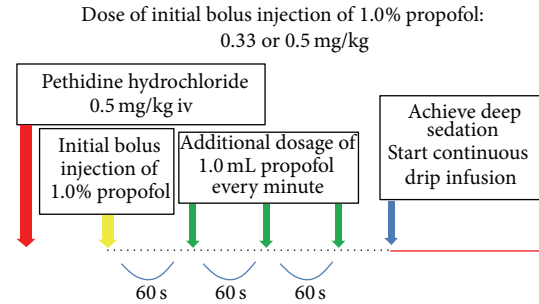 Dose of initial bolus injection of 1.0% propofol:
0.33 or 0.5 mg/kg
Pethidine hydrochloride
0.5 mg/kg iv
Initial bolus
injection of
1.0% propofol
Additional dosage of
1.0 mL propofol
every minute
Achieve deep
sedation
Start continuous
drip infusion
60 s
60 s
60 s